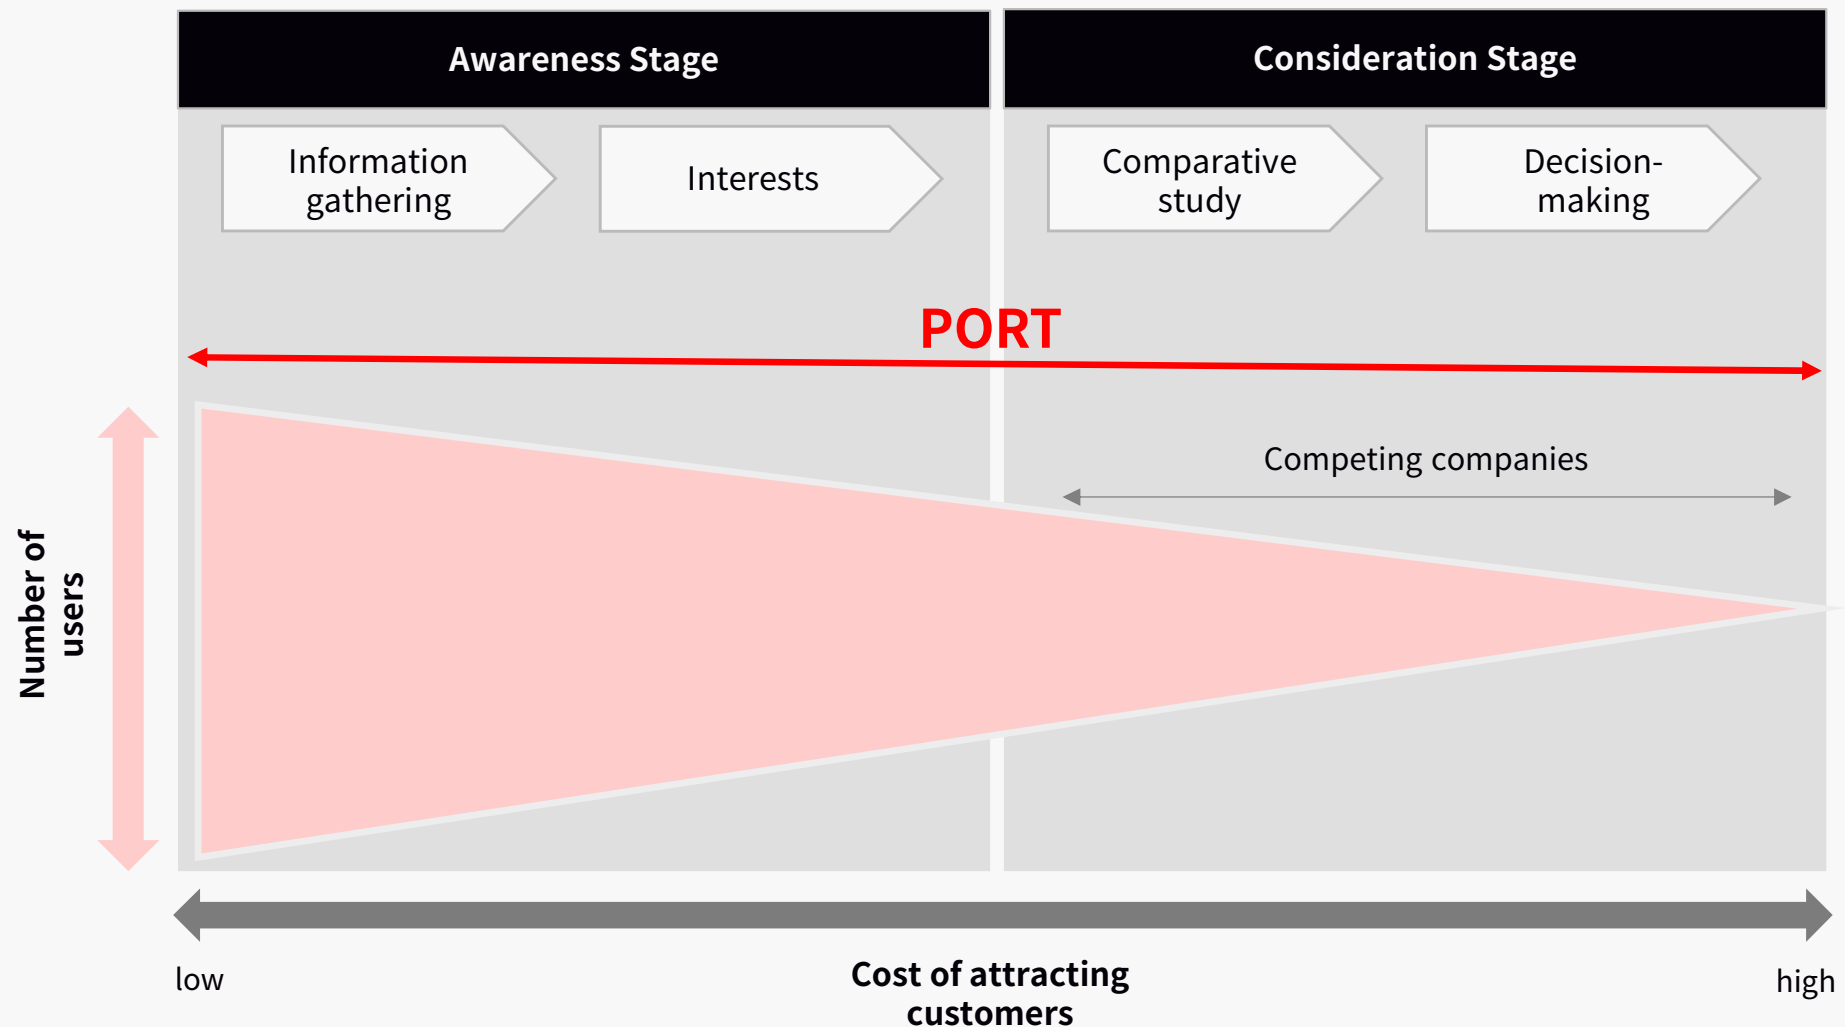 Awareness Stage
Consideration Stage
Information
gathering
Interests
Comparative
study
Decision-
making
PORT
Competing companies
Number of
users
low
Cost of attracting
customers
high